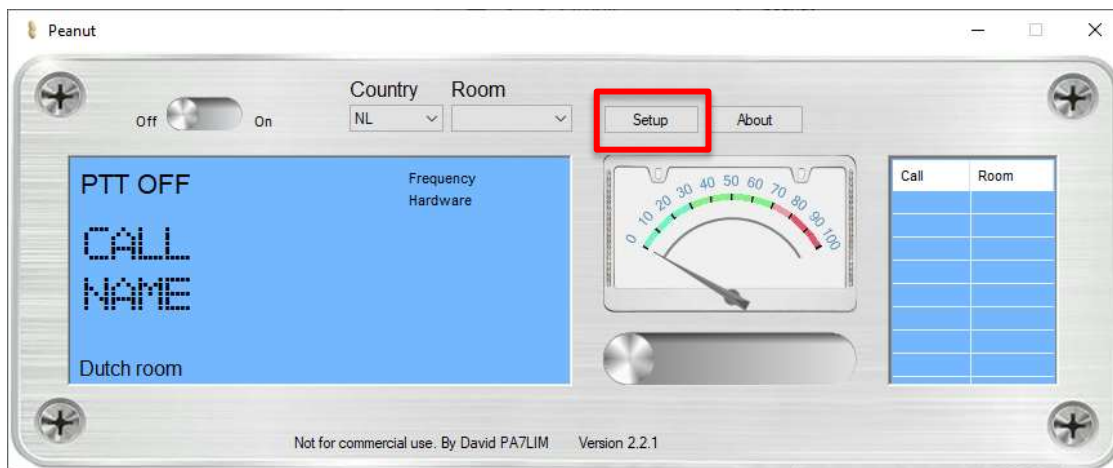 Peanut
Country Room
Off On NL Setup About
PTT OFF
Frequency
Hardware
CALL
NAME
Dutch room
0 10 20 30 40 50 60 70 80 90 100
Call Room
Not for commercial use. By David PA7LIM Version 2.2.1